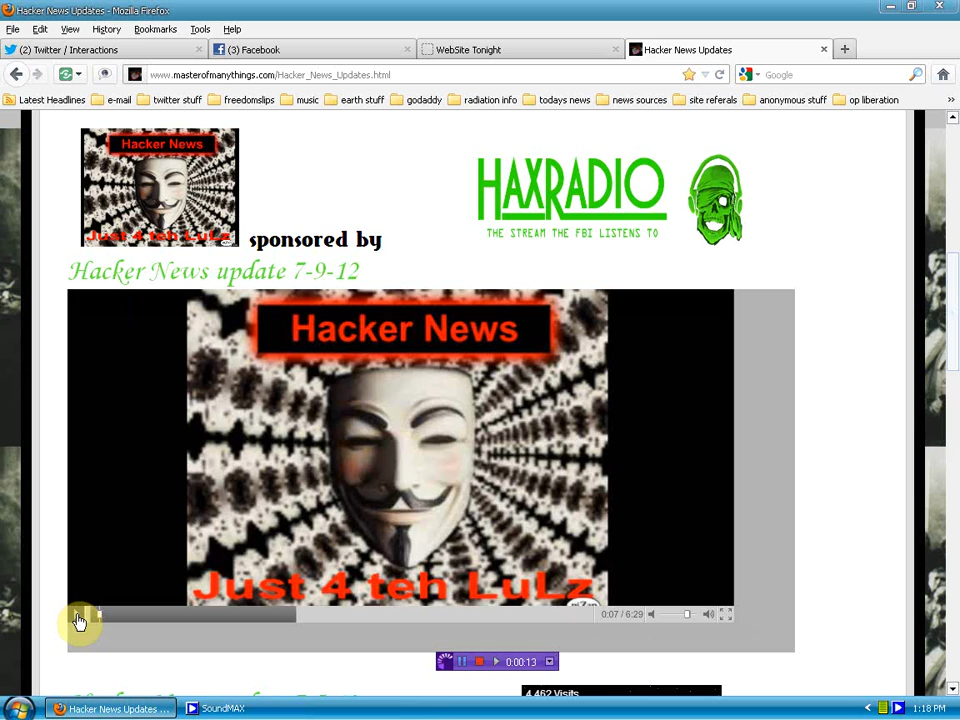 Hacker News Updates - Mozilla Firefox
File Edit View History Bookmarks Tools Help
(2) Twitter / Interactions
(3) Facebook
WebSite Tonight
Hacker News Updates
www.masterofmanythings.com/Hacker_News_Updates.html
Google
Latest Headlines e-mail twitter stuff freedomslips music earth stuff godaddy radiation info todays news news sources site referals anonymous stuff op liberation
Hacker News
Just 4 teh LuLz
sponsored by
HAXRADIO
THE STREAM THE FBI LISTENS TO
Hacker News update 7-9-12
Hacker News
Just 4 teh LuLz
0:07 / 6:29
0:00:13
4,462 Visits
Hacker News Updates ...
SoundMAX
1:18 PM